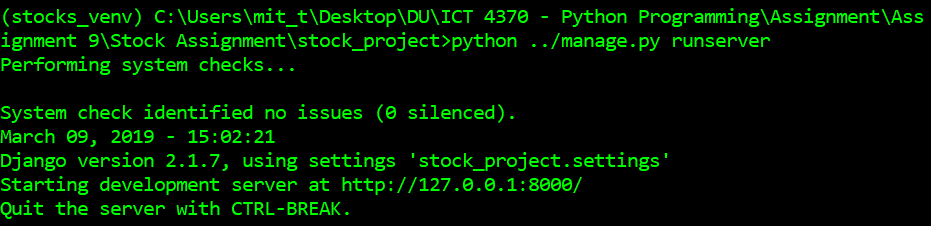 (stocks_venv) C:\Users\mit_t\Desktop\DU\ICT 4370 - Python Programming\Assignment\Ass
ignment 9\Stock Assignment\stock_project>python ../manage.py runserver
Performing system checks...
System check identified no issues (0 silenced).
March 09, 2019 - 15:02:21
Django version 2.1.7, using settings 'stock_project.settings'
Starting development server at http://127.0.0.1:8000/
Quit the server with CTRL-BREAK.